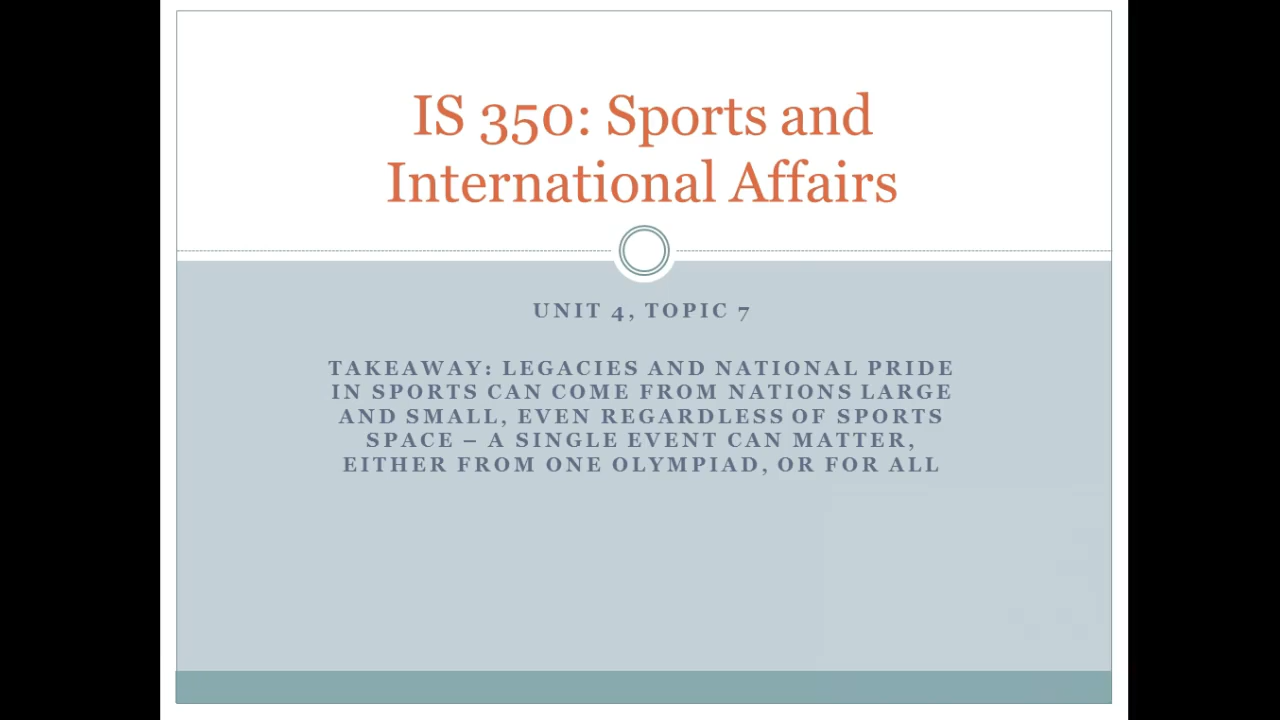 IS 350: Sports and
International Affairs
UNIT 4, TOPIC 7
TAKEAWAY: LEGACIES AND NATIONAL PRIDE
IN SPORTS CAN COME FROM NATIONS LARGE
AND SMALL, EVEN REGARDLESS OF SPORTS
SPACE – A SINGLE EVENT CAN MATTER,
EITHER FROM ONE OLYMPIAD, OR FOR ALL